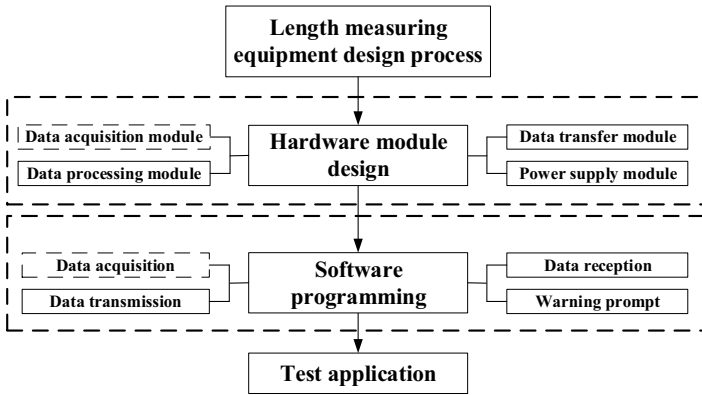 Length measuring
equipment design process
Data acquisition module
Data processing module
Hardware module
design
Data transfer module
Power supply module
Data acquisition
Data transmission
Software
programming
Data reception
Warning prompt
Test application